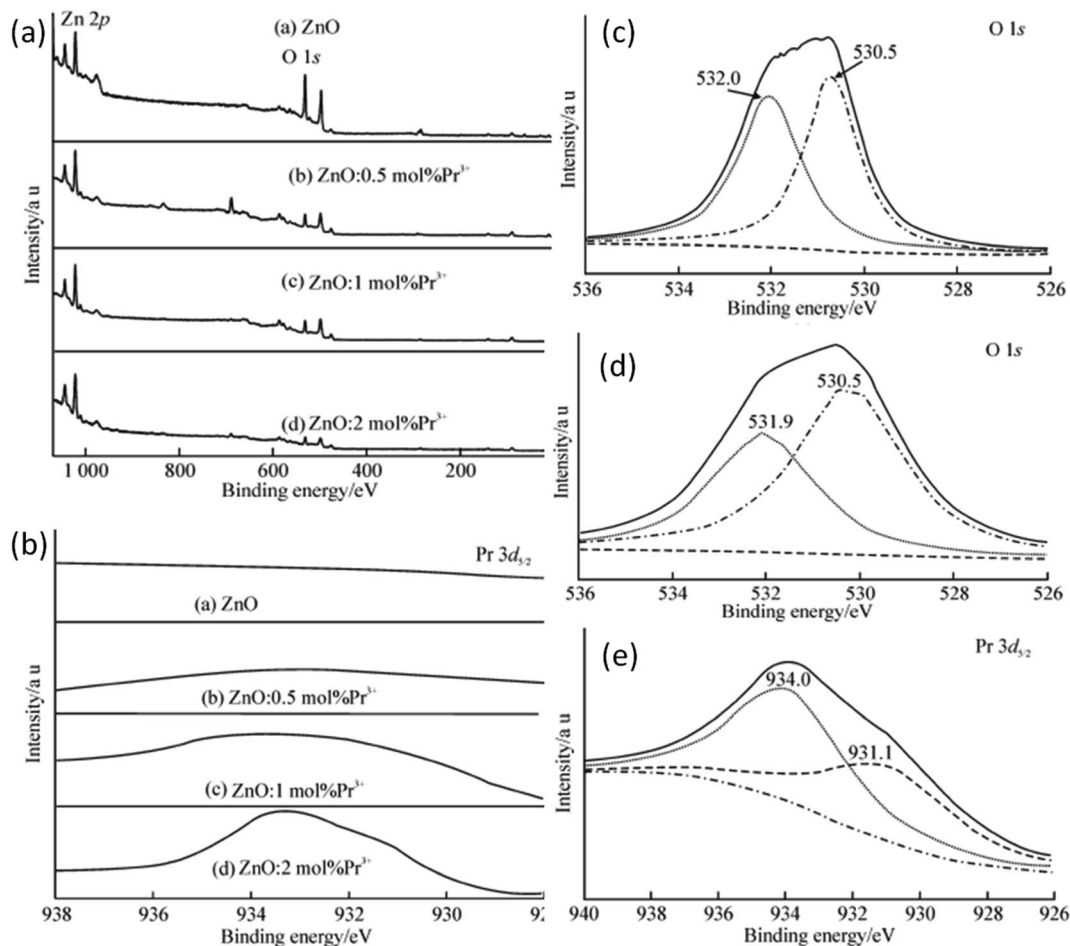 (a)
Zn 2p
(a) ZnO
O 1s
(b) ZnO:0.5 mol%Pr³⁺
(c) ZnO:1 mol%Pr³⁺
(d) ZnO:2 mol%Pr³⁺
Intensity/a u
1 000 800 600 400 200
Binding energy/eV
(b)
Pr 3d5/2
(a) ZnO
(b) ZnO:0.5 mol%Pr³⁺
(c) ZnO:1 mol%Pr³⁺
(d) ZnO:2 mol%Pr³⁺
Intensity/a u
938 936 934 932 930 92
Binding energy/eV
(c)
O 1s
532.0
530.5
Intensity/a u
536 534 532 530 528 526
Binding energy/eV
(d)
O 1s
531.9
530.5
Intensity/a u
536 534 532 530 528 526
Binding energy/eV
(e)
Pr 3d5/2
934.0
931.1
Intensity/a u
940 938 936 934 932 930 928 926
Binding energy/eV